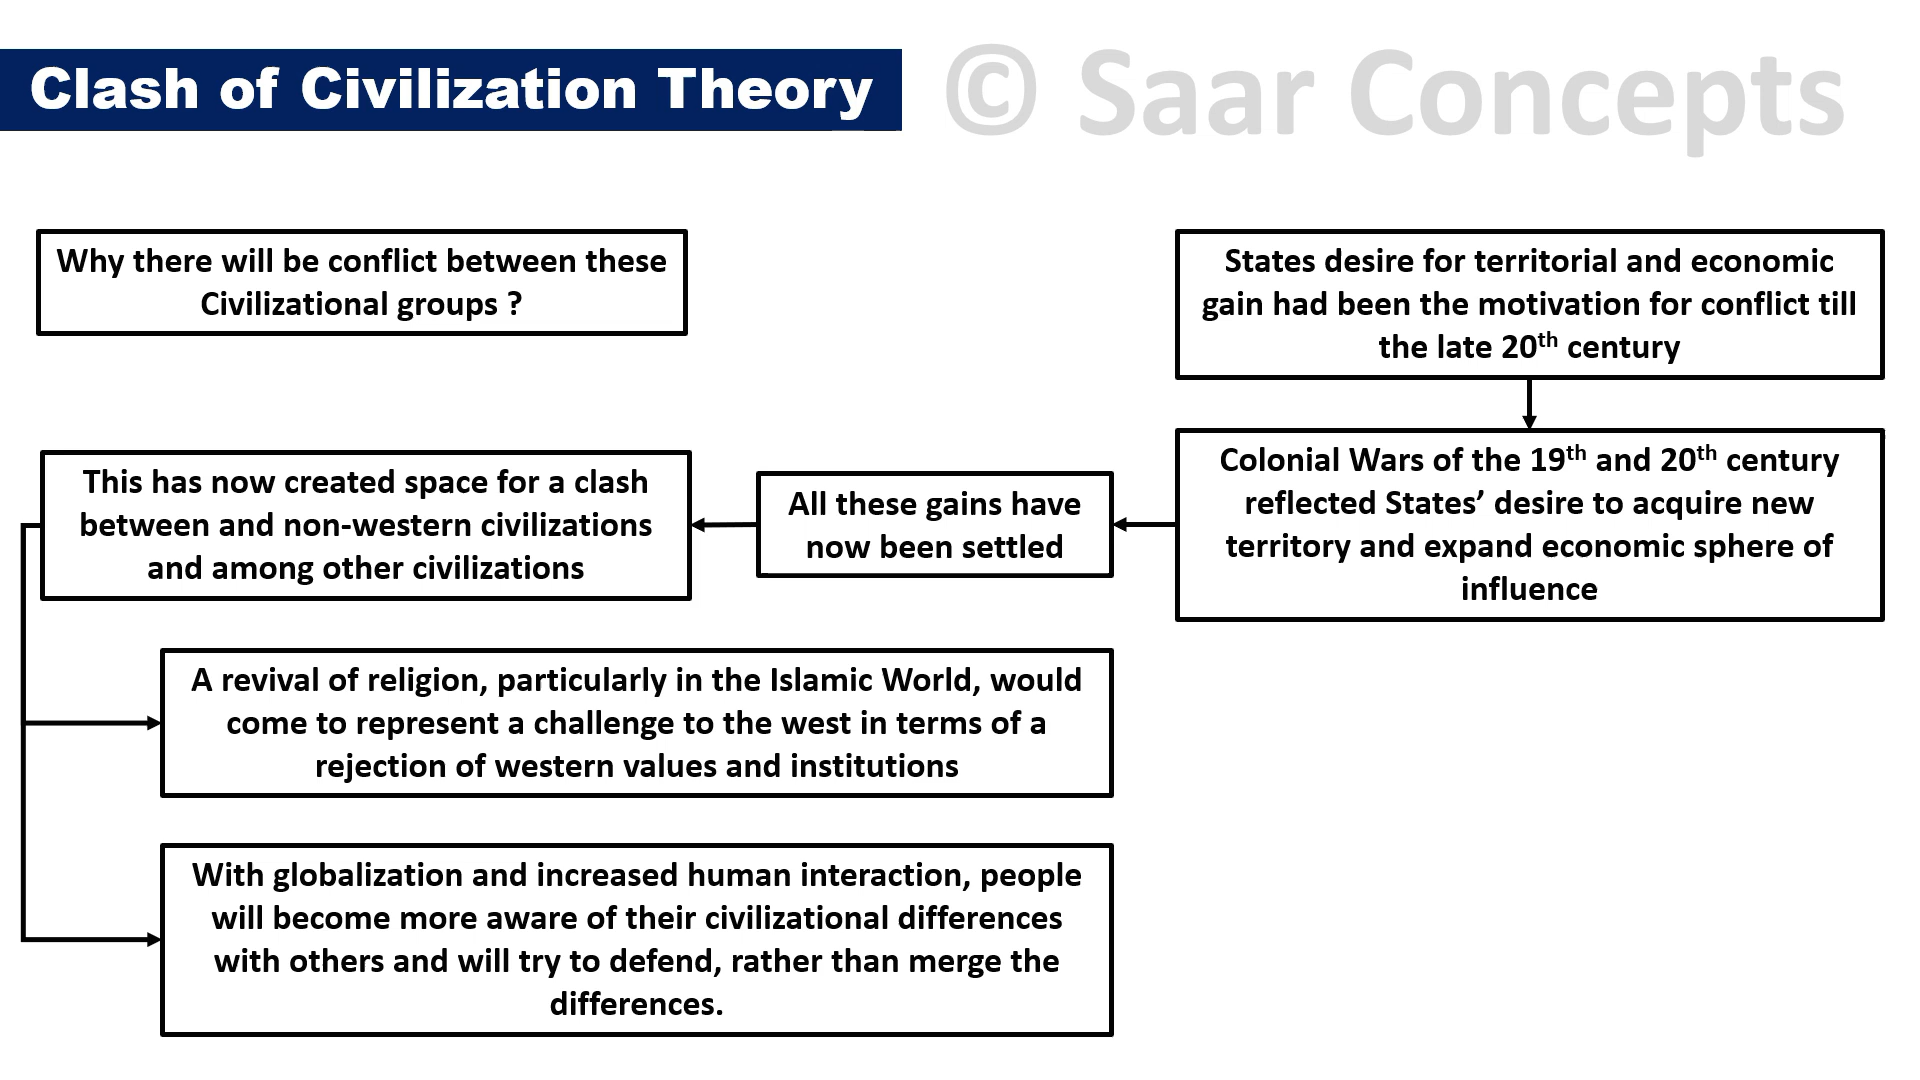 Clash of Civilization Theory
© Saar Concepts
Why there will be conflict between these
Civilizational groups ?
States desire for territorial and economic
gain had been the motivation for conflict till
the late 20th century
Colonial Wars of the 19th and 20th century
reflected States’ desire to acquire new
territory and expand economic sphere of
influence
All these gains have
now been settled
This has now created space for a clash
between and non-western civilizations
and among other civilizations
A revival of religion, particularly in the Islamic World, would
come to represent a challenge to the west in terms of a
rejection of western values and institutions
With globalization and increased human interaction, people
will become more aware of their civilizational differences
with others and will try to defend, rather than merge the
differences.